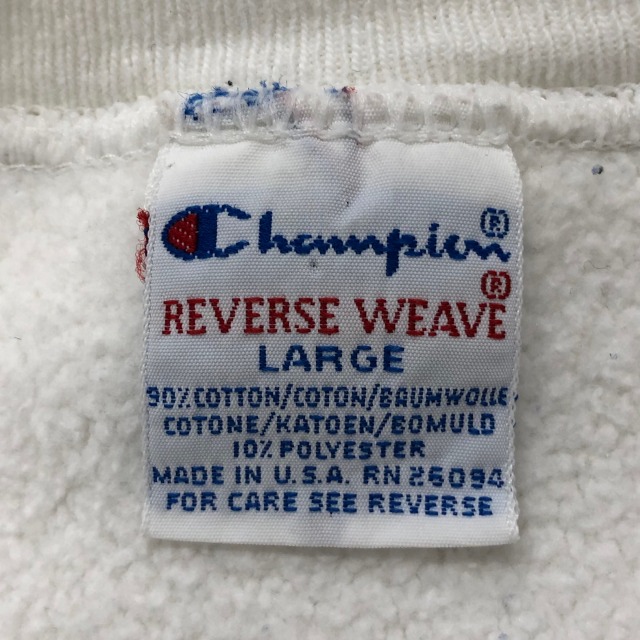 Champion®
REVERSE WEAVE®
LARGE
90% COTTON/COTON/BAUMWOLLE
COTONE/KATOEN/BOMULD
10% POLYESTER
MADE IN U.S.A. RN 26094
FOR CARE SEE REVERSE